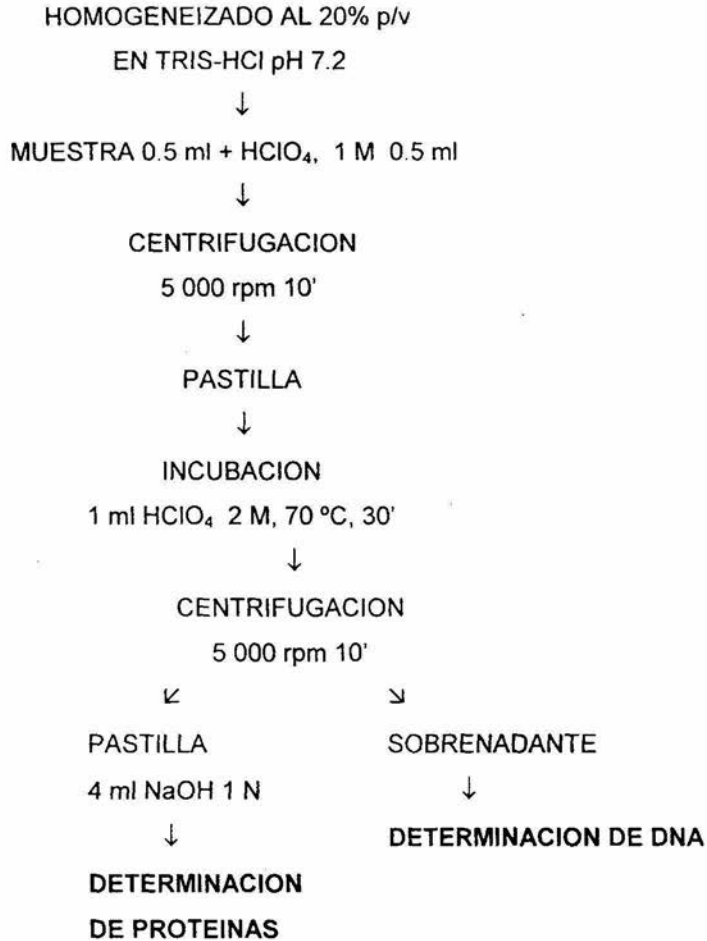 HOMOGENEIZADO AL 20% p/v
EN TRIS-HCl pH 7.2
↓
MUESTRA 0.5 ml + HClO₄, 1 M 0.5 ml
↓
CENTRIFUGACION
5 000 rpm 10'
↓
PASTILLA
↓
INCUBACION
1 ml HClO₄ 2 M, 70 ºC, 30'
↓
CENTRIFUGACION
5 000 rpm 10'
↙ ↘
PASTILLA SOBRENADANTE
4 ml NaOH 1 N ↓
↓ DETERMINACION DE DNA
DETERMINACION
DE PROTEINAS